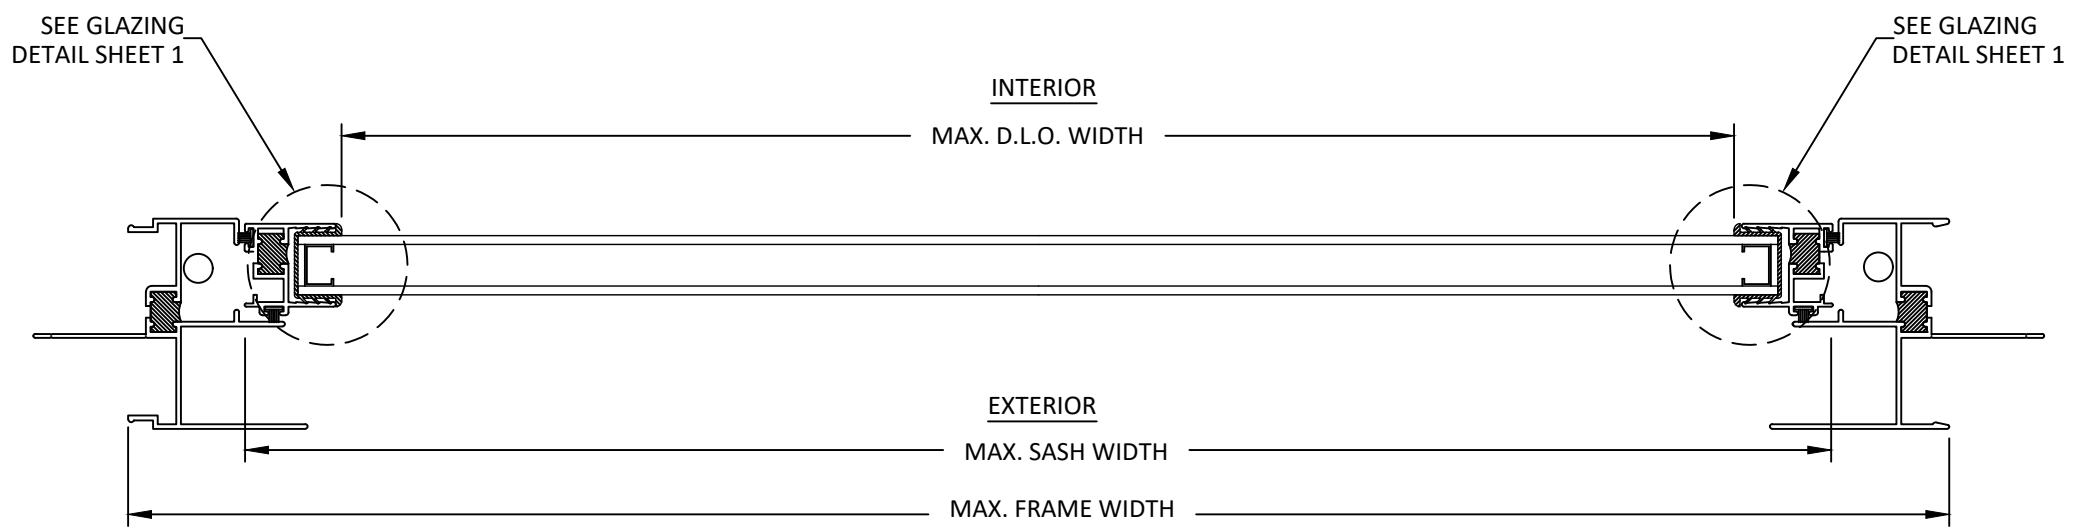 SEE GLAZING
DETAIL SHEET 1
SEE GLAZING
DETAIL SHEET 1
INTERIOR
MAX. D.L.O. WIDTH
EXTERIOR
MAX. SASH WIDTH
MAX. FRAME WIDTH